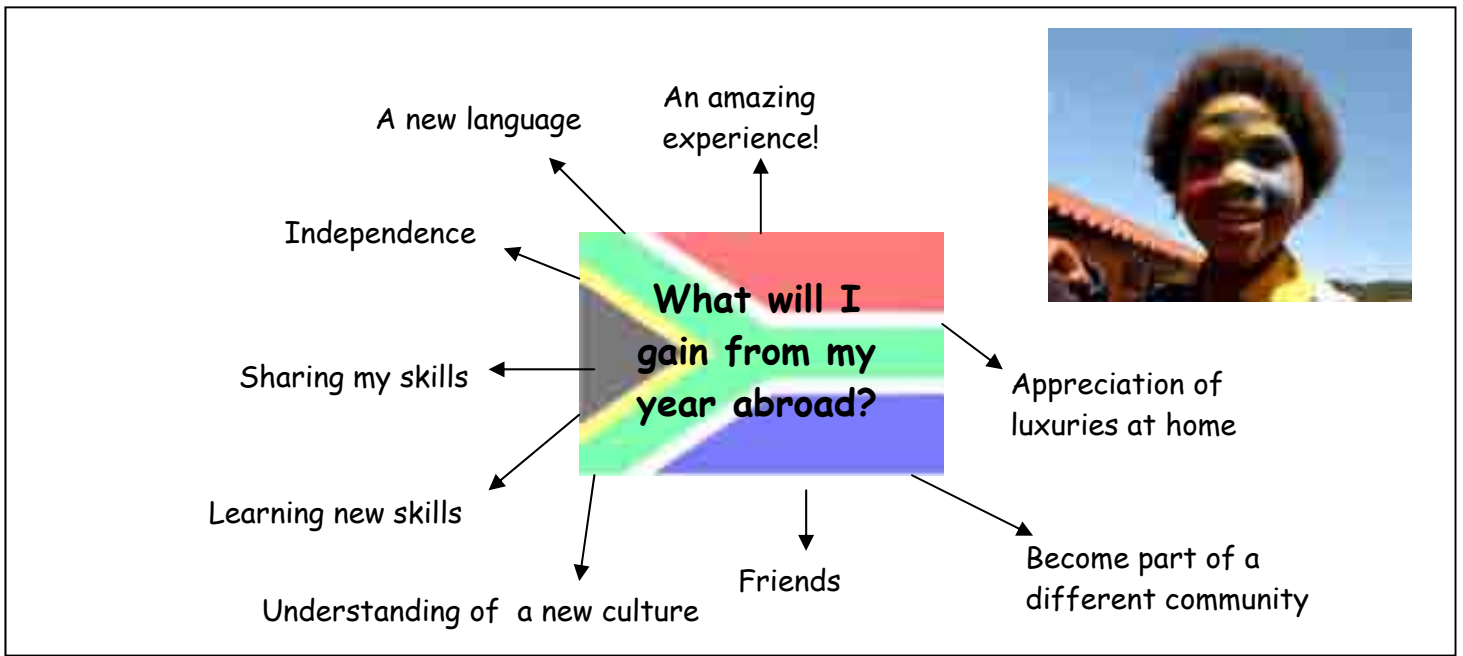 An amazing
experience!
A new language
Independence
Sharing my skills
Learning new skills
Understanding of a new culture
What will I
gain from my
year abroad?
Friends
Appreciation of
luxuries at home
Become part of a
different community